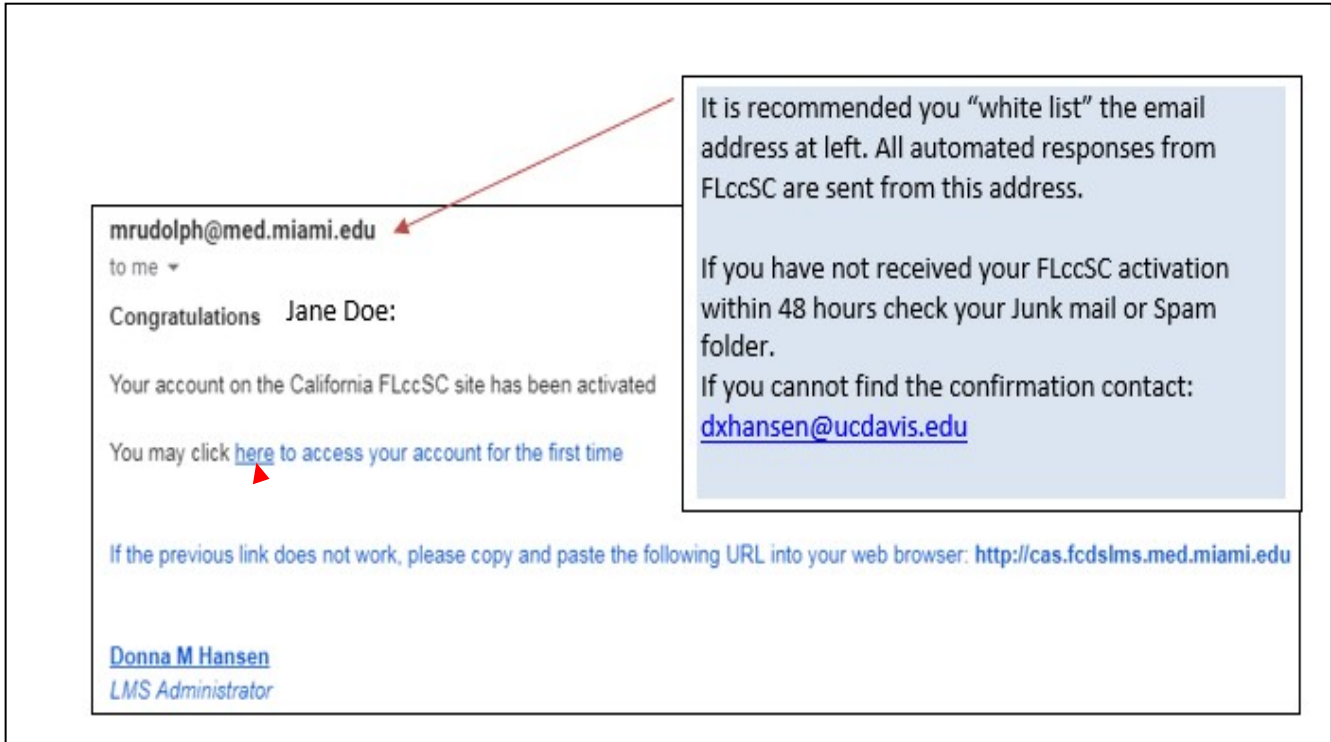 It is recommended you “white list” the email
address at left. All automated responses from
FLccSC are sent from this address.
If you have not received your FLccSC activation
within 48 hours check your Junk mail or Spam
folder.
If you cannot find the confirmation contact:
dxhansen@ucdavis.edu
mrudolph@med.miami.edu
to me
Congratulations Jane Doe:
Your account on the California FLccSC site has been activated
You may click here to access your account for the first time
If the previous link does not work, please copy and paste the following URL into your web browser: http://cas.fcdslms.med.miami.edu
Donna M Hansen
LMS Administrator